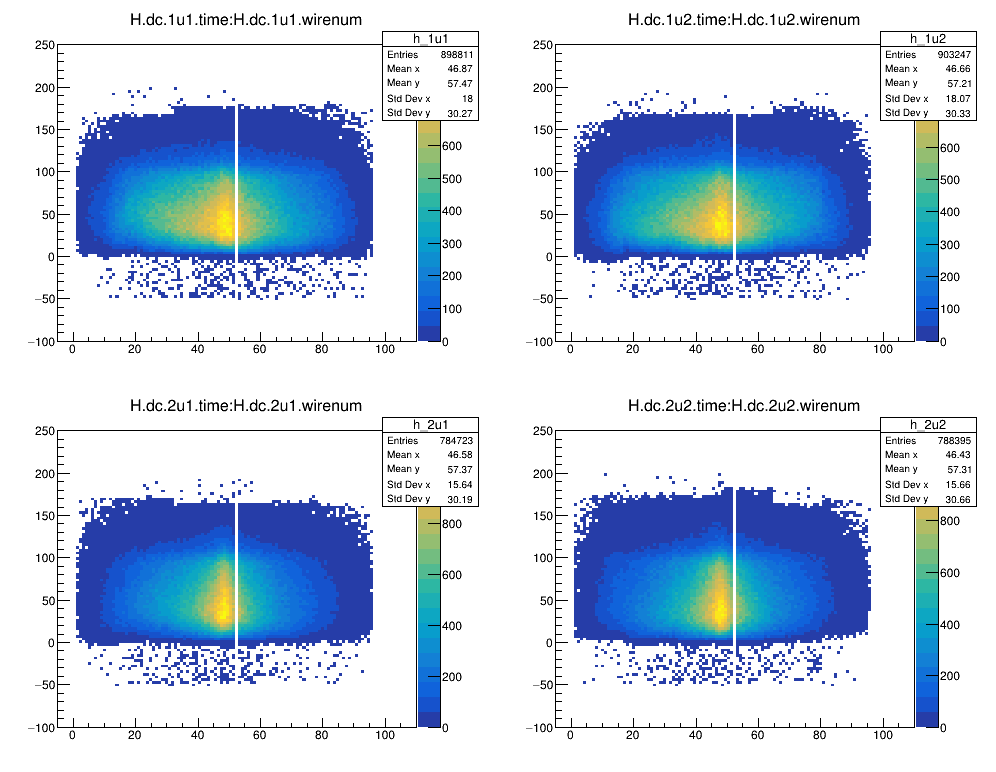 H.dc.1u1.time:H.dc.1u1.wirenum
h_1u1
Entries 898811
Mean x 46.87
Mean y 57.47
Std Dev x 18
Std Dev y 30.27
250
200
150
100
50
0
−50
−100
0 20 40 60 80 100
600
500
400
300
200
100
0
H.dc.1u2.time:H.dc.1u2.wirenum
h_1u2
Entries 903247
Mean x 46.66
Mean y 57.21
Std Dev x 18.07
Std Dev y 30.33
250
200
150
100
50
0
−50
−100
0 20 40 60 80 100
600
500
400
300
200
100
0
H.dc.2u1.time:H.dc.2u1.wirenum
h_2u1
Entries 784723
Mean x 46.58
Mean y 57.37
Std Dev x 15.64
Std Dev y 30.19
250
200
150
100
50
0
−50
−100
0 20 40 60 80 100
800
600
400
200
0
H.dc.2u2.time:H.dc.2u2.wirenum
h_2u2
Entries 788395
Mean x 46.43
Mean y 57.31
Std Dev x 15.66
Std Dev y 30.66
250
200
150
100
50
0
−50
−100
0 20 40 60 80 100
800
600
400
200
0